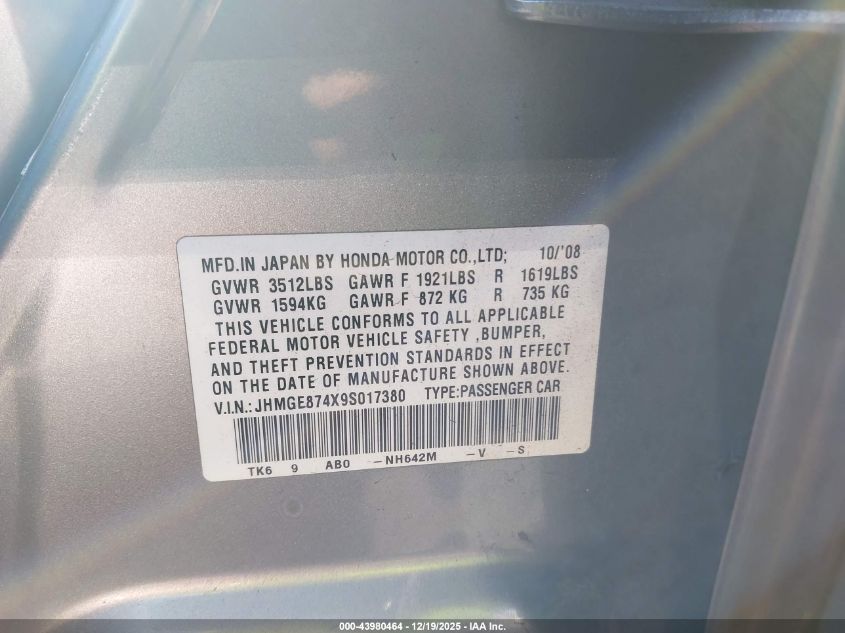 MFD.IN JAPAN BY HONDA MOTOR CO.,LTD; 10/'08
GVWR 3512LBS GAWR F 1921LBS R 1619LBS
GVWR 1594KG GAWR F 872 KG R 735 KG
THIS VEHICLE CONFORMS TO ALL APPLICABLE
FEDERAL MOTOR VEHICLE SAFETY ,BUMPER,
AND THEFT PREVENTION STANDARDS IN EFFECT
ON THE DATE OF MANUFACTURE SHOWN ABOVE.
V.I.N.:JHMGE874X9S017380 TYPE:PASSENGER CAR
TK6 9 AB0 -NH642M -V -S
000-43980464 - 12/19/2025 - IAA Inc.